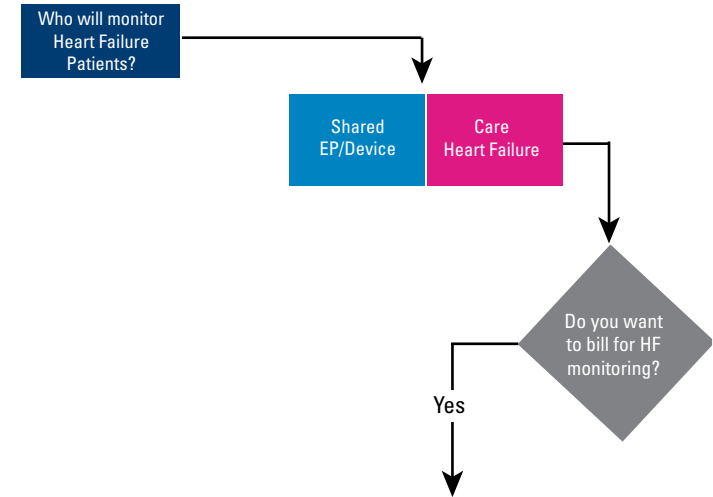 Who will monitor
Heart Failure
Patients?
Shared
EP/Device
Care
Heart Failure
Do you want
to bill for HF
monitoring?
Yes